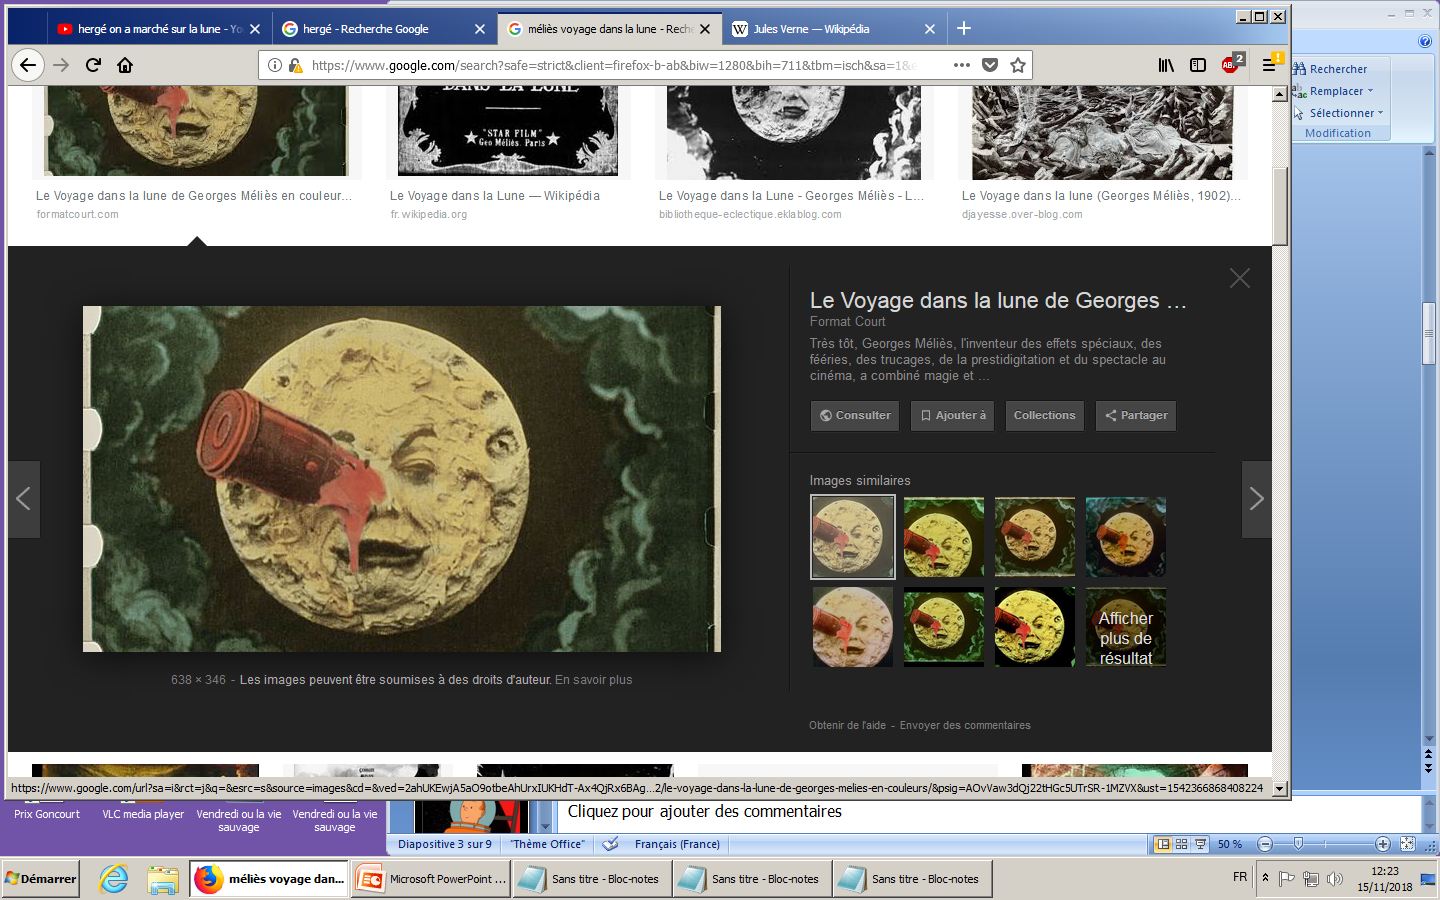 hergé on a marché sur la lune - Yo
hergé - Recherche Google
méliès voyage dans la lune - Reche
W Jules Verne — Wikipédia
https://www.google.com/search?safe=strict&client=firefox-b-ab&biw=1280&bih=711&tbm=isch&sa=1&e
2
Rechercher
Remplacer
Sélectionner
Modification
DANS LA LUNE
"STAR FILM"
Geo Méliès. Paris
Le Voyage dans la lune de Georges Méliès en couleur...
formatcourt.com
Le Voyage dans la Lune — Wikipédia
fr.wikipedia.org
Le Voyage dans la Lune - Georges Méliès - L...
bibliotheque-eclectique.eklablog.com
Le Voyage dans la lune (Georges Méliès, 1902)...
djayesse.over-blog.com
Le Voyage dans la lune de Georges ...
Format Court
Très tôt, Georges Méliès, l'inventeur des effets spéciaux, des
féeries, des trucages, de la prestidigitation et du spectacle au
cinéma, a combiné magie et ...
Consulter
Ajouter à
Collections
Partager
Images similaires
Afficher
plus de
résultat
638 × 346 - Les images peuvent être soumises à des droits d'auteur. En savoir plus
Obtenir de l'aide - Envoyer des commentaires
https://www.google.com/url?sa=i&rct=j&q=&esrc=s&source=images&cd=&ved=2ahUKEwjA5aO9otbeAhUrxIUKHdT-Ax4QjRx6BAg...2/le-voyage-dans-la-lune-de-georges-melies-en-couleurs/&psig=AOvVaw3dQj22tHGc5UTrSR-1MZVX&ust=1542366868408224
Prix Goncourt
VLC media player
Vendredi ou la vie
sauvage
Vendredi ou la vie
sauvage
Cliquez pour ajouter des commentaires
Diapositive 3 sur 9
"Thème Office"
Français (France)
50 %
Démarrer
méliès voyage dan...
Microsoft PowerPoint ...
Sans titre - Bloc-notes
Sans titre - Bloc-notes
Sans titre - Bloc-notes
FR
12:23
15/11/2018